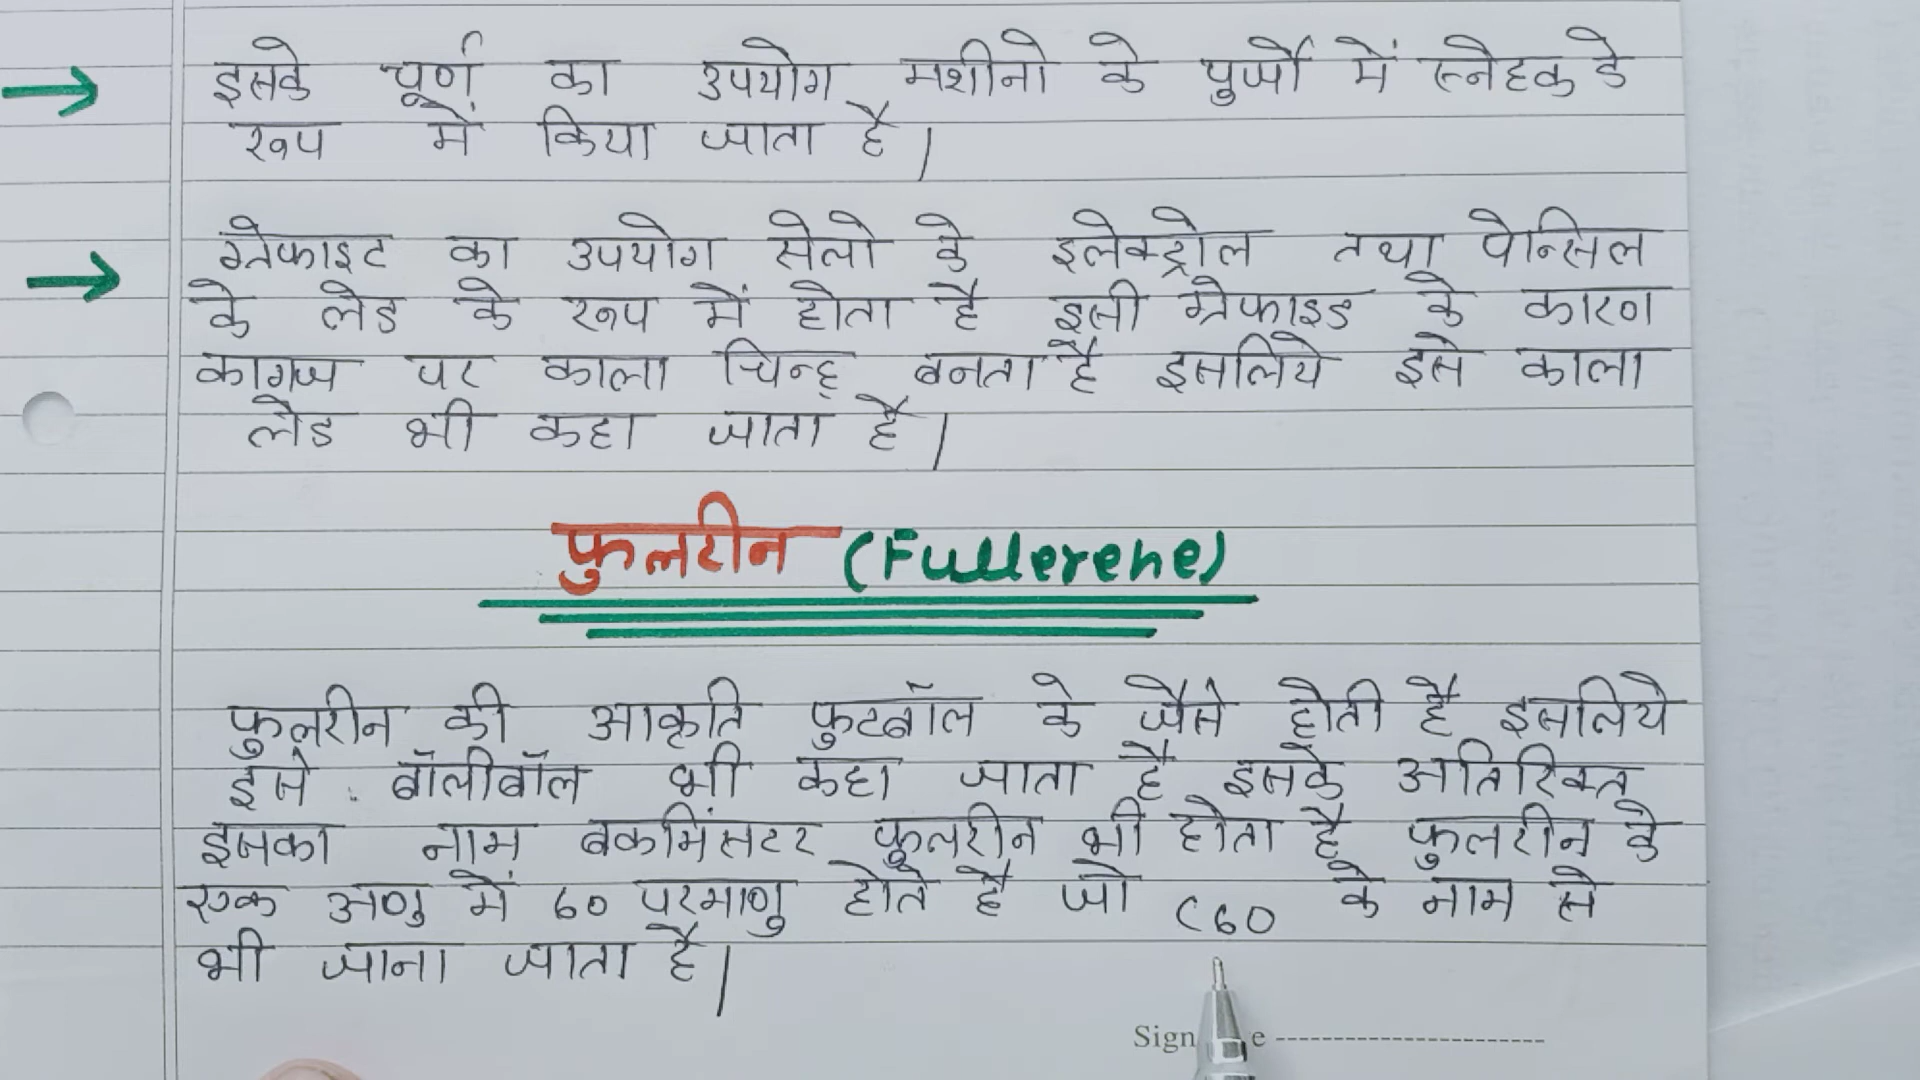 इसके चूर्ण का उपयोग मशीनो के पुर्जो में स्नेहक के
रूप में किया जाता है।
ग्रेफाइट का उपयोग सेलो के इलेक्ट्रोल तथा पेन्सिल
के लेड के रूप में होता है इसी ग्रेफाइड के कारण
कागज पर काला चिन्ह् बनता है इसलिये इसे काला
लेड भी कहा जाता है।
फुलरीन (Fullerene)
फुलरीन की आकृति फुटबॉल के जैसे होती है इसलिये
इसे बॉलीबॉल भी कहा जाता है इसके अतिरिक्त
इसका नाम बकमिंसटर फुलरीन भी होता है फुलरीन के
एक अणु में 60 परमाणु होते है जो C60 के नाम से
भी जाना जाता है।
Sign e